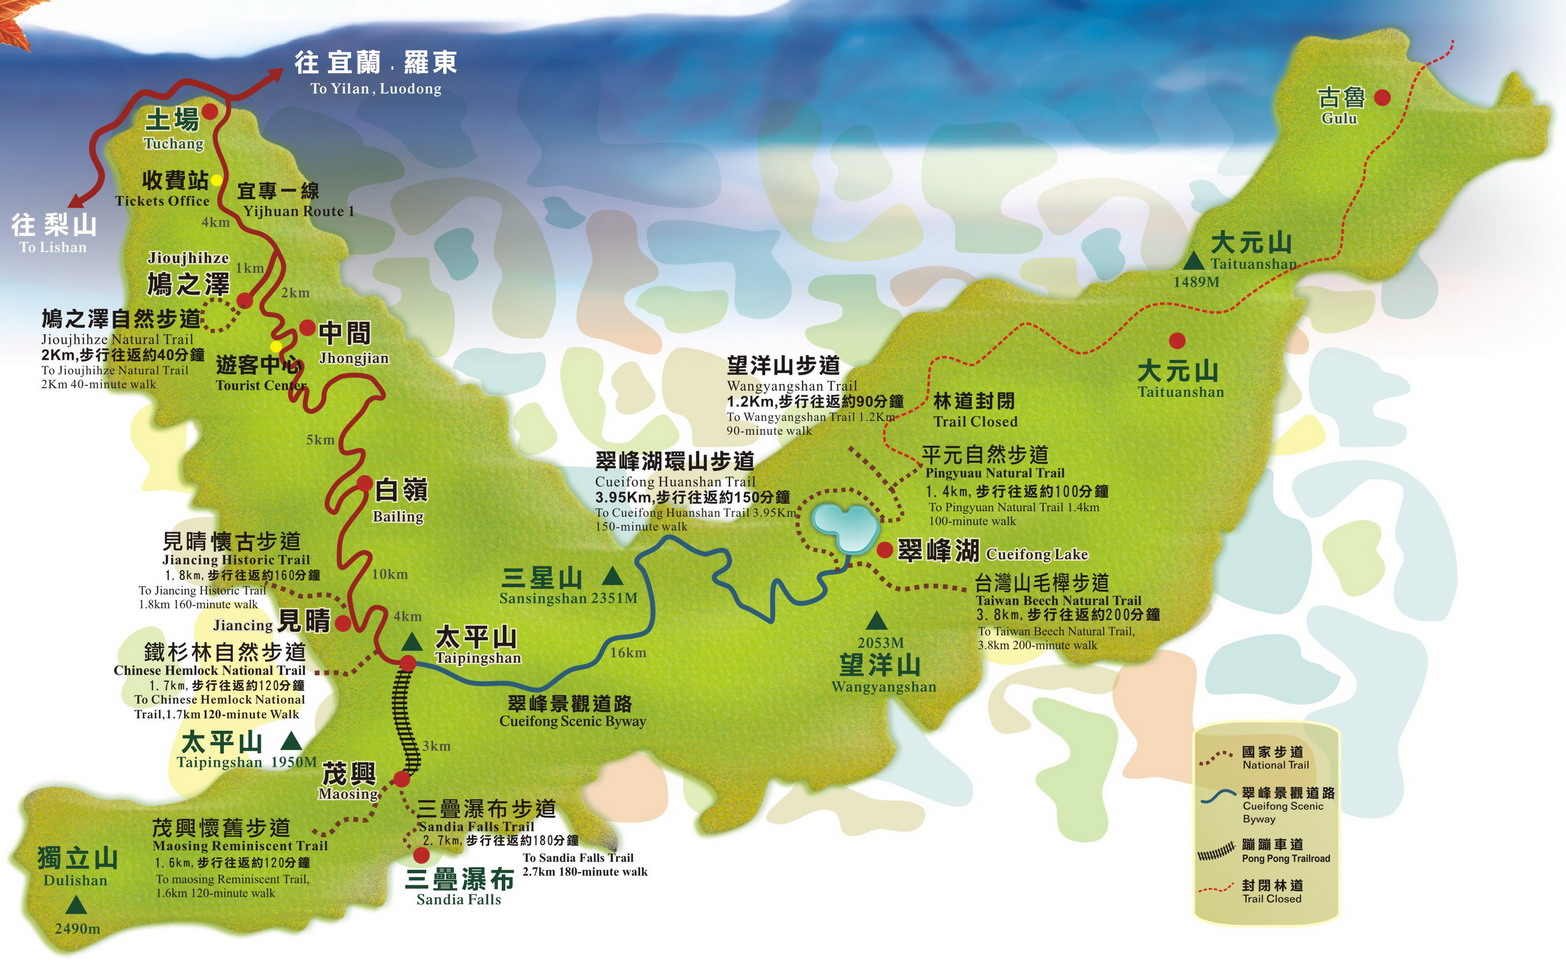 往 宜蘭 . 羅東
To Yilan, Luodong
土場
Tuchang
收費站
Tickets Office
宜專一線
Yijhuan Route 1
4km
往 梨山
To Lishan
Jioujhihze
鳩之澤
1km
2km
鳩之澤自然步道
Jioujhihze Natural Trail
2Km,步行往返約40分鐘
To Jioujhihze Natural Trail
2Km 40-minute walk
中間
Jhongjian
遊客中心
Tourist Center
5km
白嶺
Bailing
見晴懷古步道
Jiancing Historic Trail
1.8km,步行往返約160分鐘
To Jiancing Historic Trail
1.8km 160-minute walk
10km
4km
Jiancing 見晴
鐵杉林自然步道
Chinese Hemlock National Trail
1.7km,步行往返約120分鐘
To Chinese Hemlock National
Trail,1.7km 120-minute Walk
太平山
Taipingshan
太平山
Taipingshan 1950M
3km
茂興
Maosing
茂興懷舊步道
Maosing Reminiscent Trail
1.6km,步行往返約120分鐘
To maosing Reminiscent Trail,
1.6km 120-minute walk
獨立山
Dulishan
2490m
三疊瀑布步道
Sandia Falls Trail
2.7km,步行往返約180分鐘
To Sandia Falls Trail
2.7km 180-minute walk
三疊瀑布
Sandia Falls
翠峰景觀道路
Cueifong Scenic Byway
16km
三星山
Sansingshan 2351M
翠峰湖環山步道
Cueifong Huanshan Trail
3.95Km,步行往返約150分鐘
To Cueifong Huanshan Trail 3.95Km
150-minute walk
望洋山步道
Wangyangshan Trail
1.2Km,步行往返約90分鐘
To Wangyangshan Trail 1.2Km
90-minute walk
林道封閉
Trail Closed
平元自然步道
Pingyuau Natural Trail
1.4km,步行往返約100分鐘
To Pingyuan Natural Trail 1.4km
100-minute walk
翠峰湖 Cueifong Lake
台灣山毛櫸步道
Taiwan Beech Natural Trail
3.8km,步行往返約200分鐘
To Taiwan Beech Natural Trail,
3.8km 200-minute walk
2053M
望洋山
Wangyangshan
古魯
Gulu
大元山
Taituanshan
1489M
大元山
Taituanshan
國家步道
National Trail
翠峰景觀道路
Cueifong Scenic
Byway
蹦蹦車道
Pong Pong Trailroad
封閉林道
Trail Closed